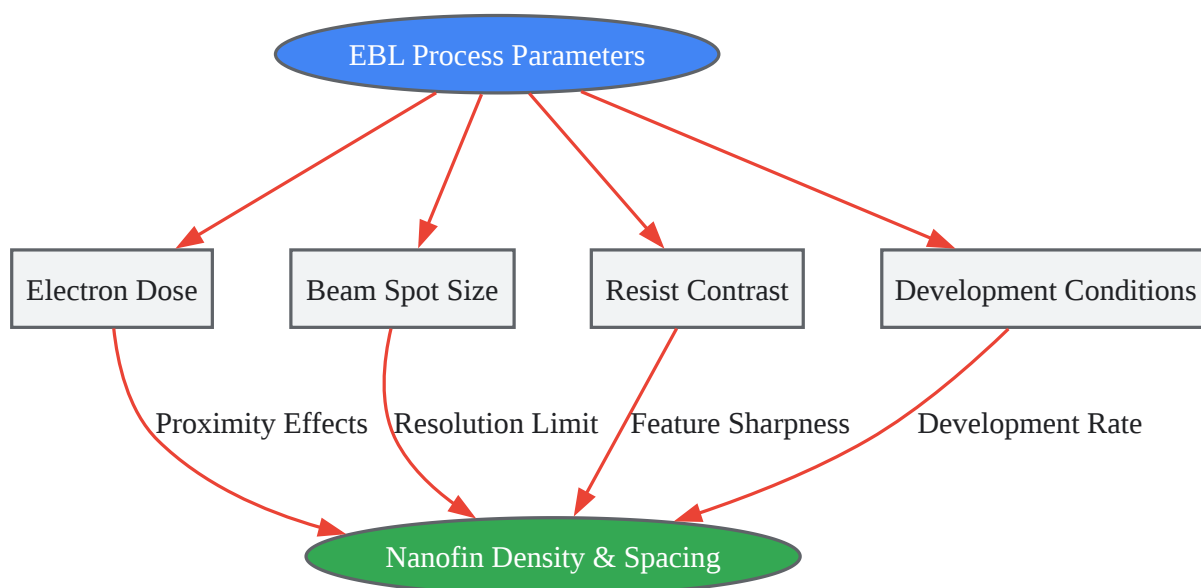 EBL Process Parameters
Electron Dose
Beam Spot Size
Resist Contrast
Development Conditions
Proximity Effects
Resolution Limit
Feature Sharpness
Development Rate
Nanofin Density & Spacing